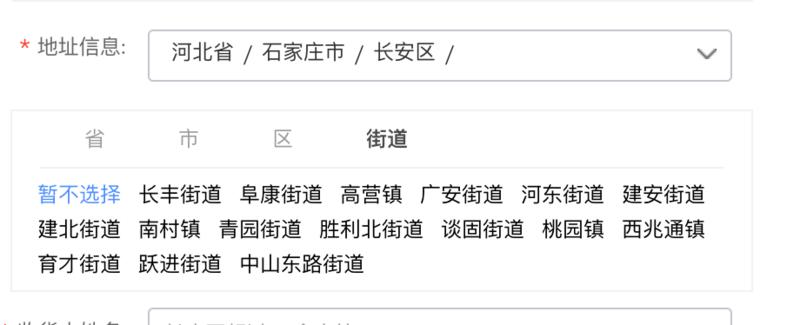 * 地址信息: 河北省 / 石家庄市 / 长安区 /
省 市 区 街道
暂不选择 长丰街道 阜康街道 高营镇 广安街道 河东街道 建安街道
建北街道 南村镇 青园街道 胜利北街道 谈固街道 桃园镇 西兆通镇
育才街道 跃进街道 中山东路街道